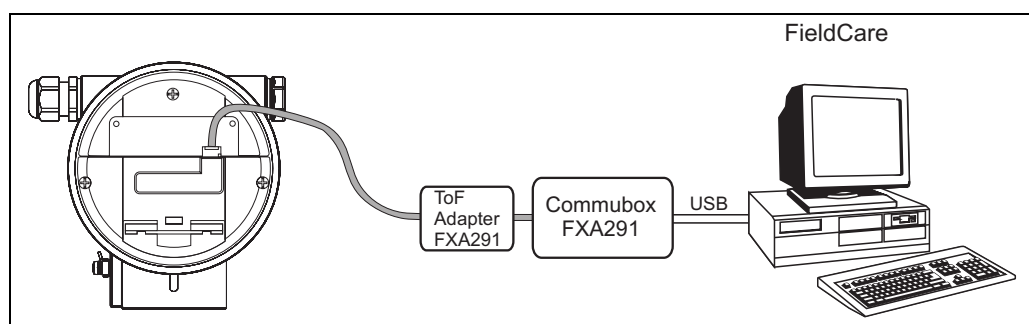 FieldCare
ToF
Adapter
FXA291
Commubox
FXA291
USB